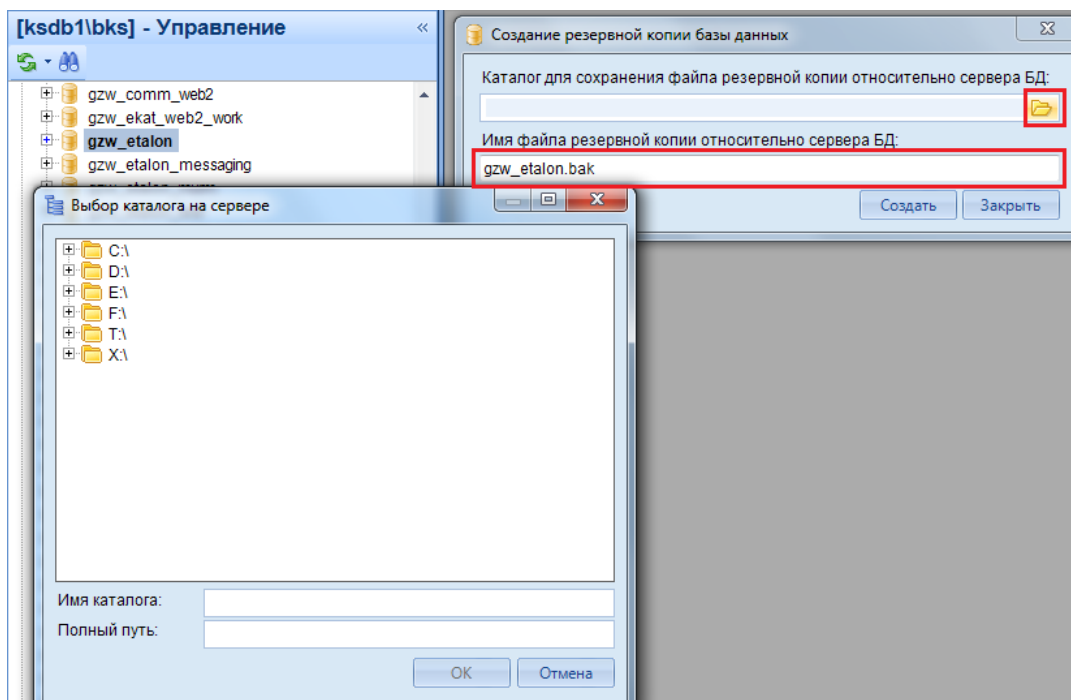 [ksdb1\bks] - Управление
gzw_comm_web2
gzw_ekat_web2_work
gzw_etalon
gzw_etalon_messaging
Создание резервной копии базы данных
Каталог для сохранения файла резервной копии относительно сервера БД:
Имя файла резервной копии относительно сервера БД:
gzw_etalon.bak
Создать
Закрыть
Выбор каталога на сервере
C:\
D:\
E:\
F:\
T:\
X:\
Имя каталога:
Полный путь:
OK
Отмена